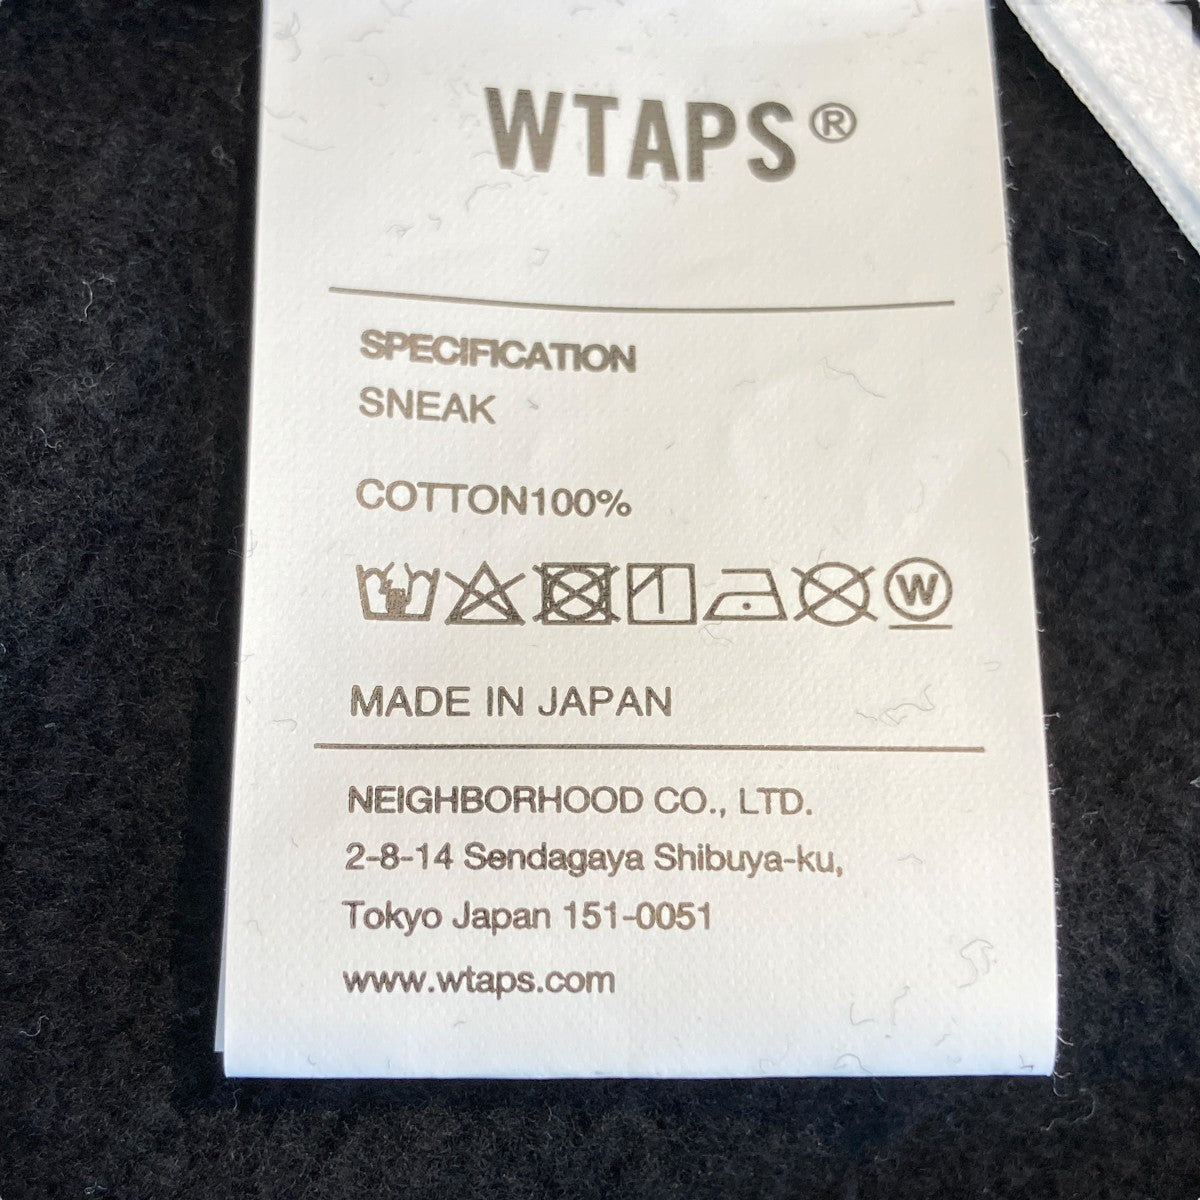 WTAPS®
SPECIFICATION
SNEAK
COTTON100%
W
MADE IN JAPAN
NEIGHBORHOOD CO., LTD.
2-8-14 Sendagaya Shibuya-ku,
Tokyo Japan 151-0051
www.wtaps.com